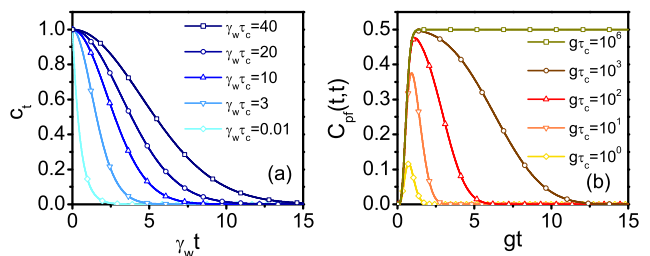 1.0
0.8
0.6
0.4
0.2
0.0
c_t
0 5 10 15
γ_w t
γ_wτ_c=40
γ_wτ_c=20
γ_wτ_c=10
γ_wτ_c=3
γ_wτ_c=0.01
(a)
0.5
0.4
0.3
0.2
0.1
0.0
C_pf(t,t)
0 5 10 15
gt
gτ_c=10^6
gτ_c=10^3
gτ_c=10^2
gτ_c=10^1
gτ_c=10^0
(b)